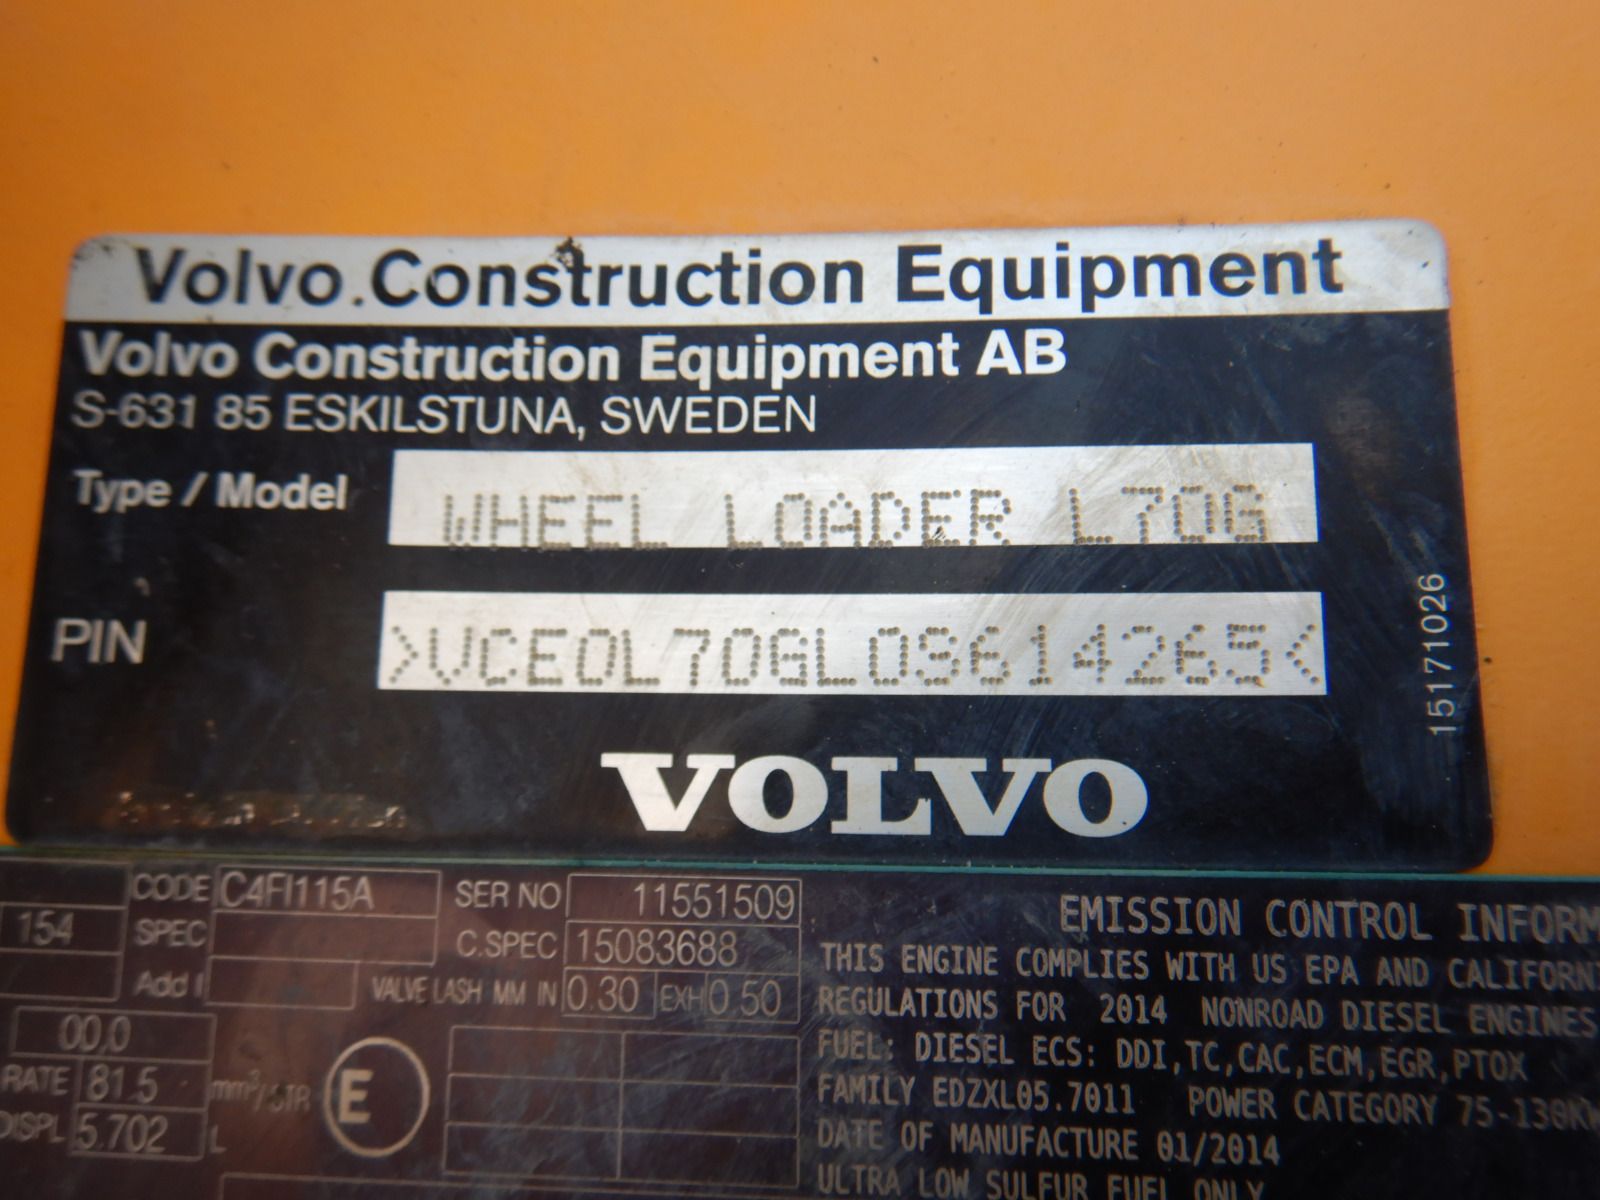 Volvo Construction Equipment
Volvo Construction Equipment AB
S-631 85 ESKILSTUNA, SWEDEN
Type / Model WHEEL LOADER L70G
PIN >VCE0L70GL0S614265<
15171026
VOLVO
CODE C4FI115A
154 SPEC
Add I
SER NO 11551509
C.SPEC 15083688
VALVE LASH MM IN 0.30 EXH 0.50
00,0
RATE 81.5 mm³/STR
DISPL 5.702 L
E
EMISSION CONTROL INFORM
THIS ENGINE COMPLIES WITH US EPA AND CALIFORNI
REGULATIONS FOR 2014 NONROAD DIESEL ENGINES
FUEL: DIESEL ECS: DDI,TC,CAC,ECM,EGR,PTOX
FAMILY EDZXL05.7011 POWER CATEGORY 75-130KW
DATE OF MANUFACTURE 01/2014
ULTRA LOW SULFUR FUEL ONLY